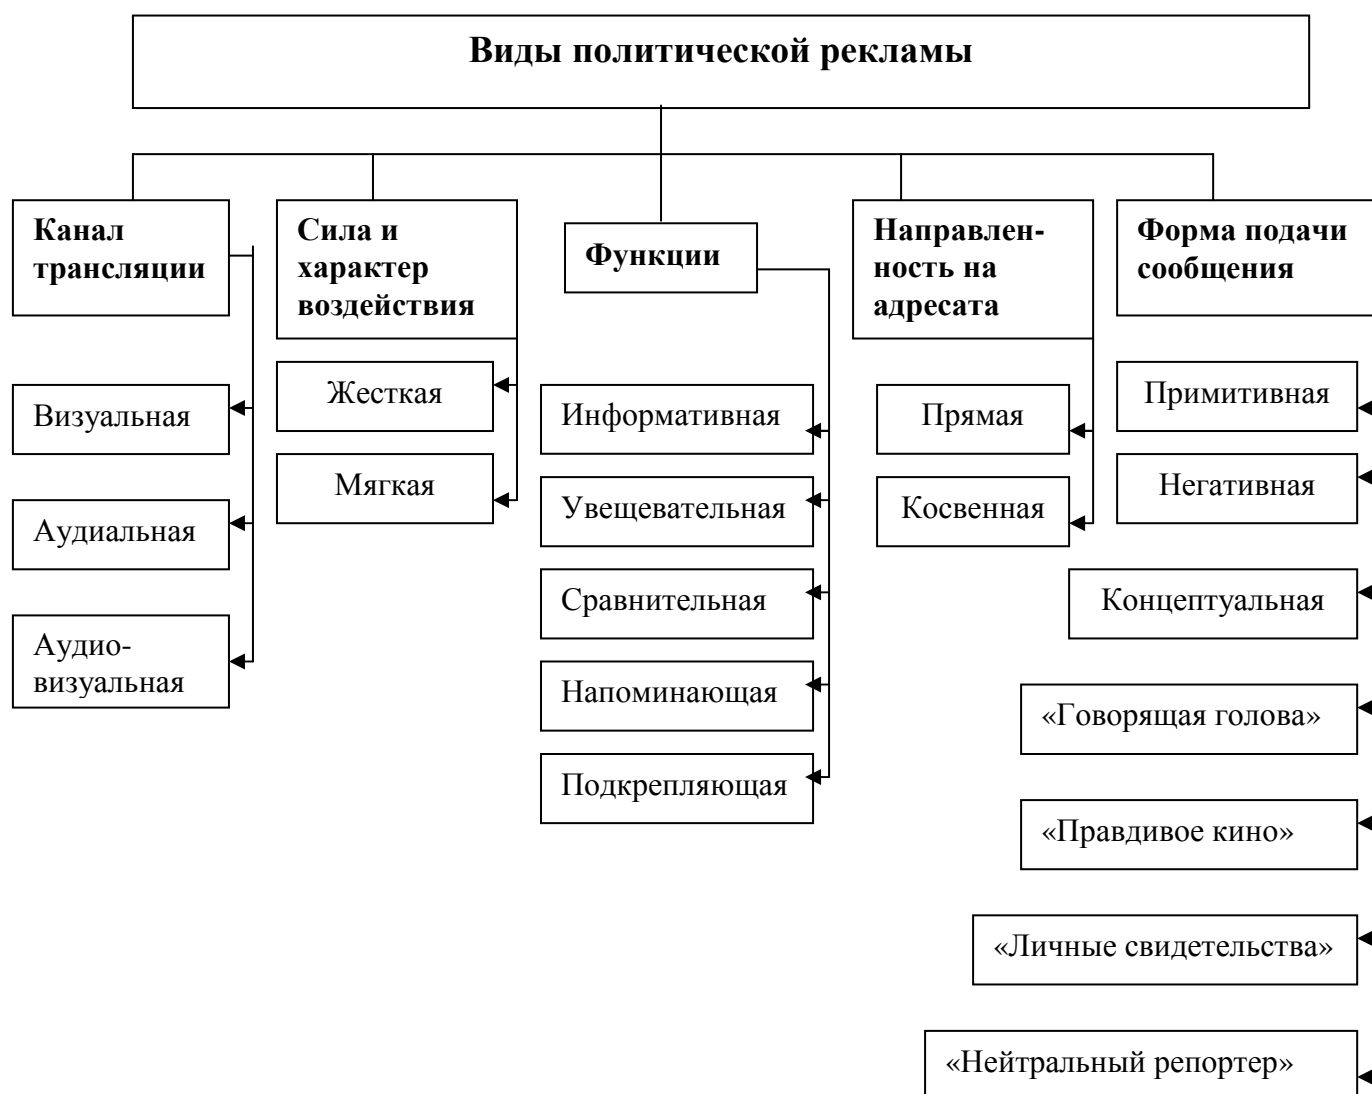 Виды политической рекламы
Канал
трансляции
Визуальная
Аудиальная
Аудио-
визуальная
Сила и
характер
воздействия
Жесткая
Мягкая
Функции
Информативная
Увещевательная
Сравнительная
Напоминающая
Подкрепляющая
Направлен-
ность на
адресата
Прямая
Косвенная
Форма подачи
сообщения
Примитивная
Негативная
Концептуальная
«Говорящая голова»
«Правдивое кино»
«Личные свидетельства»
«Нейтральный репортер»